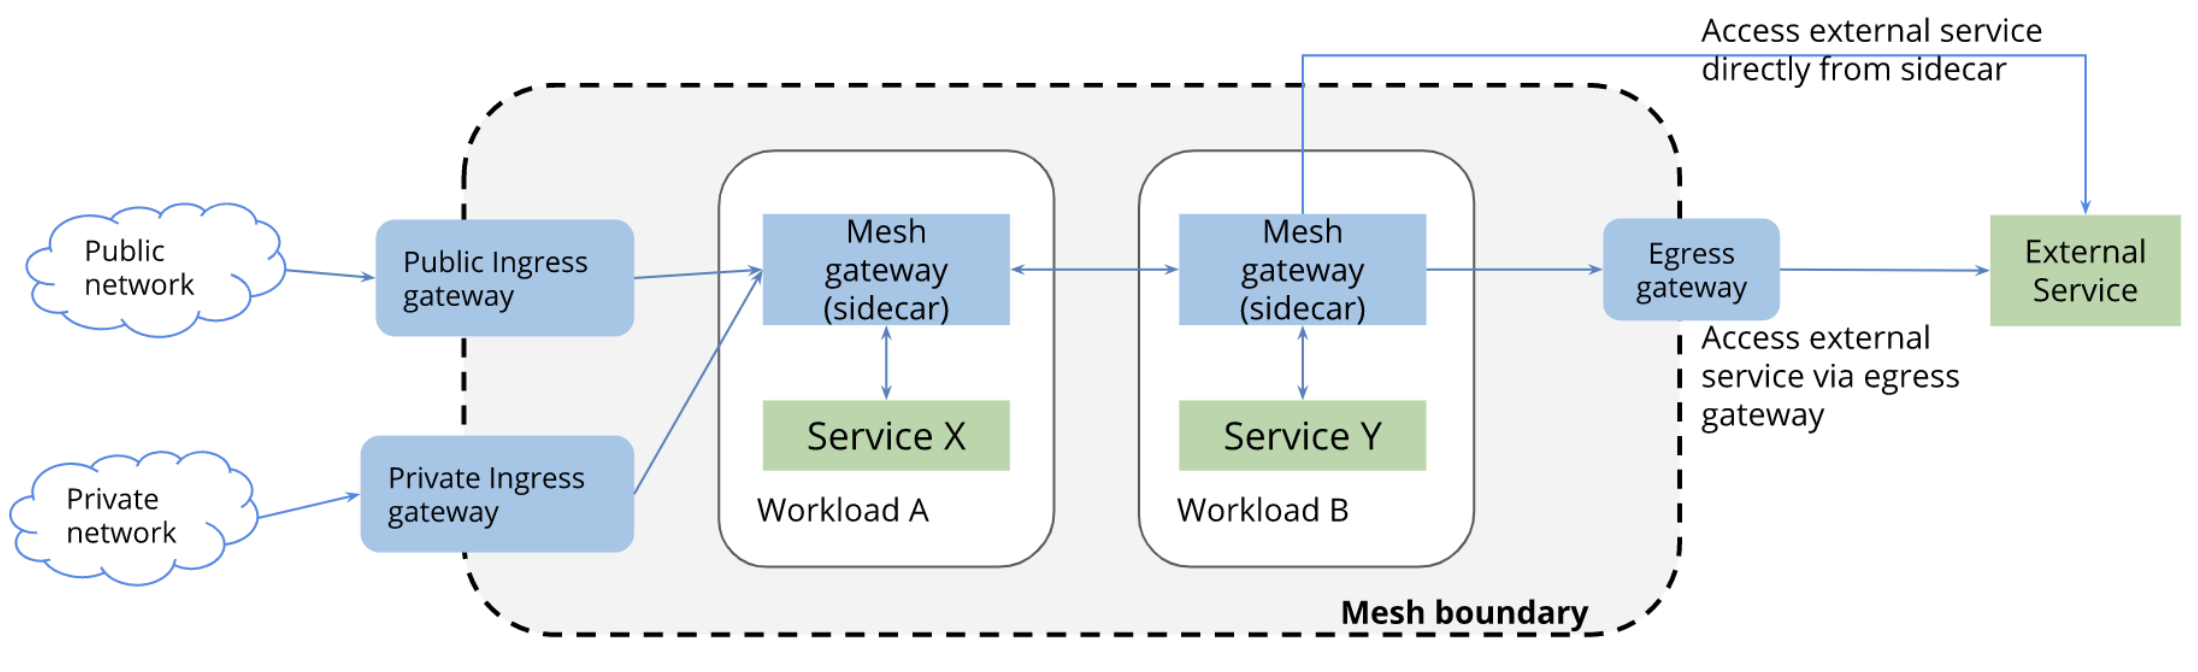 Access external service
directly from sidecar
Public
network
Public Ingress
gateway
Mesh
gateway
(sidecar)
Mesh
gateway
(sidecar)
Egress
gateway
External
Service
Access external
service via egress
gateway
Service X
Service Y
Private
network
Private Ingress
gateway
Workload A
Workload B
Mesh boundary